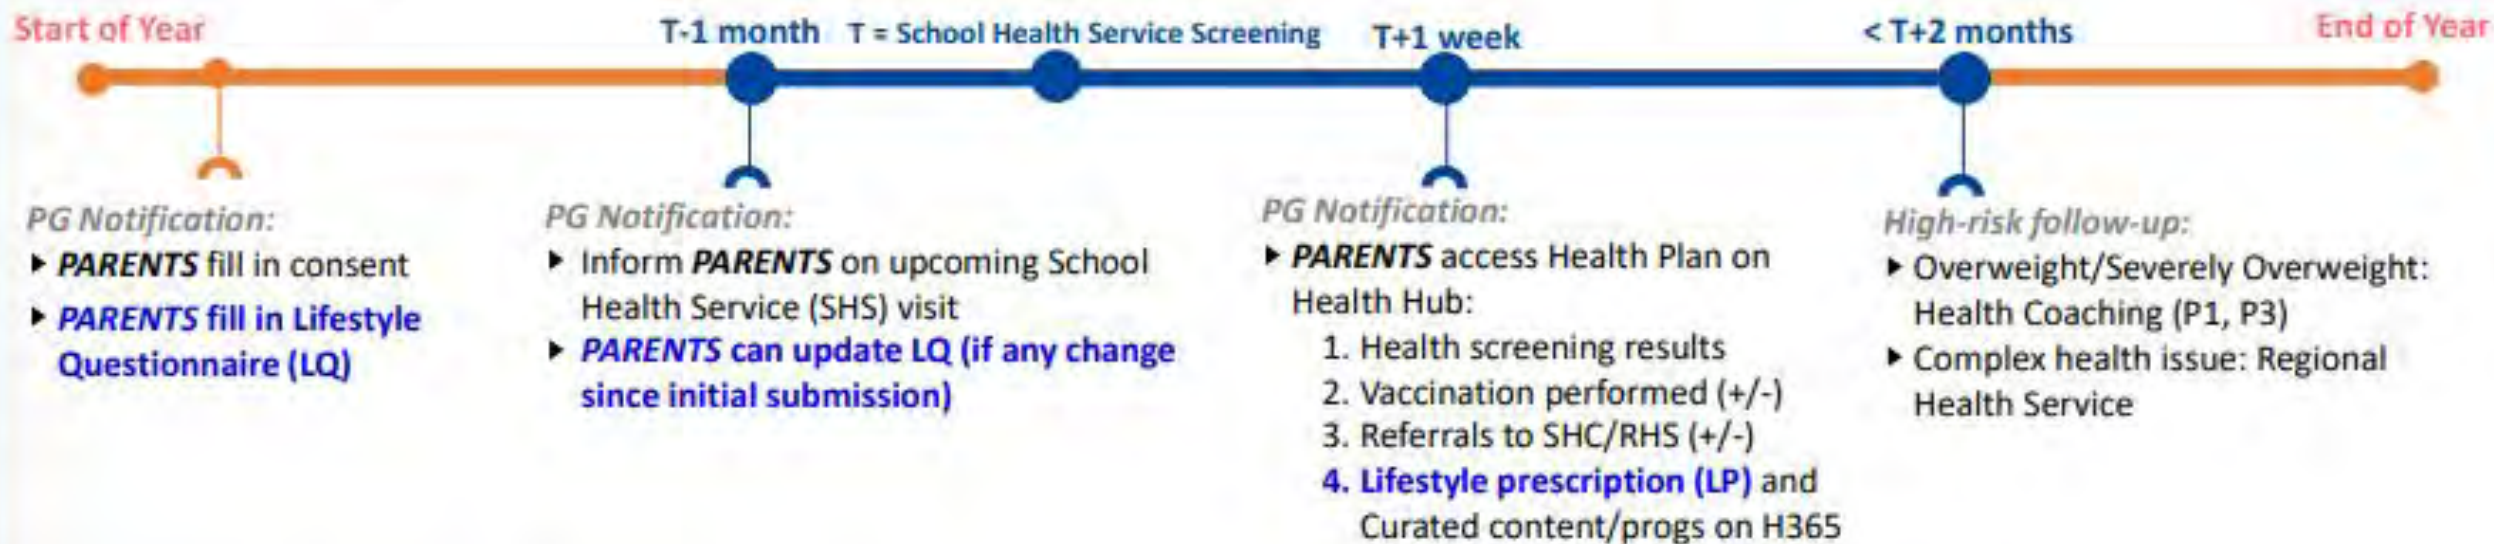 Start of Year
T-1 month
T = School Health Service Screening
T+1 week
< T+2 months
End of Year
PG Notification:
PARENTS fill in consent
PARENTS fill in Lifestyle
Questionnaire (LQ)
PG Notification:
Inform PARENTS on upcoming School
Health Service (SHS) visit
PARENTS can update LQ (if any change
since initial submission)
PG Notification:
PARENTS access Health Plan on
Health Hub:
1. Health screening results
2. Vaccination performed (+/-)
3. Referrals to SHC/RHS (+/-)
4. Lifestyle prescription (LP) and
Curated content/progs on H365
High-risk follow-up:
Overweight/Severely Overweight:
Health Coaching (P1, P3)
Complex health issue: Regional
Health Service